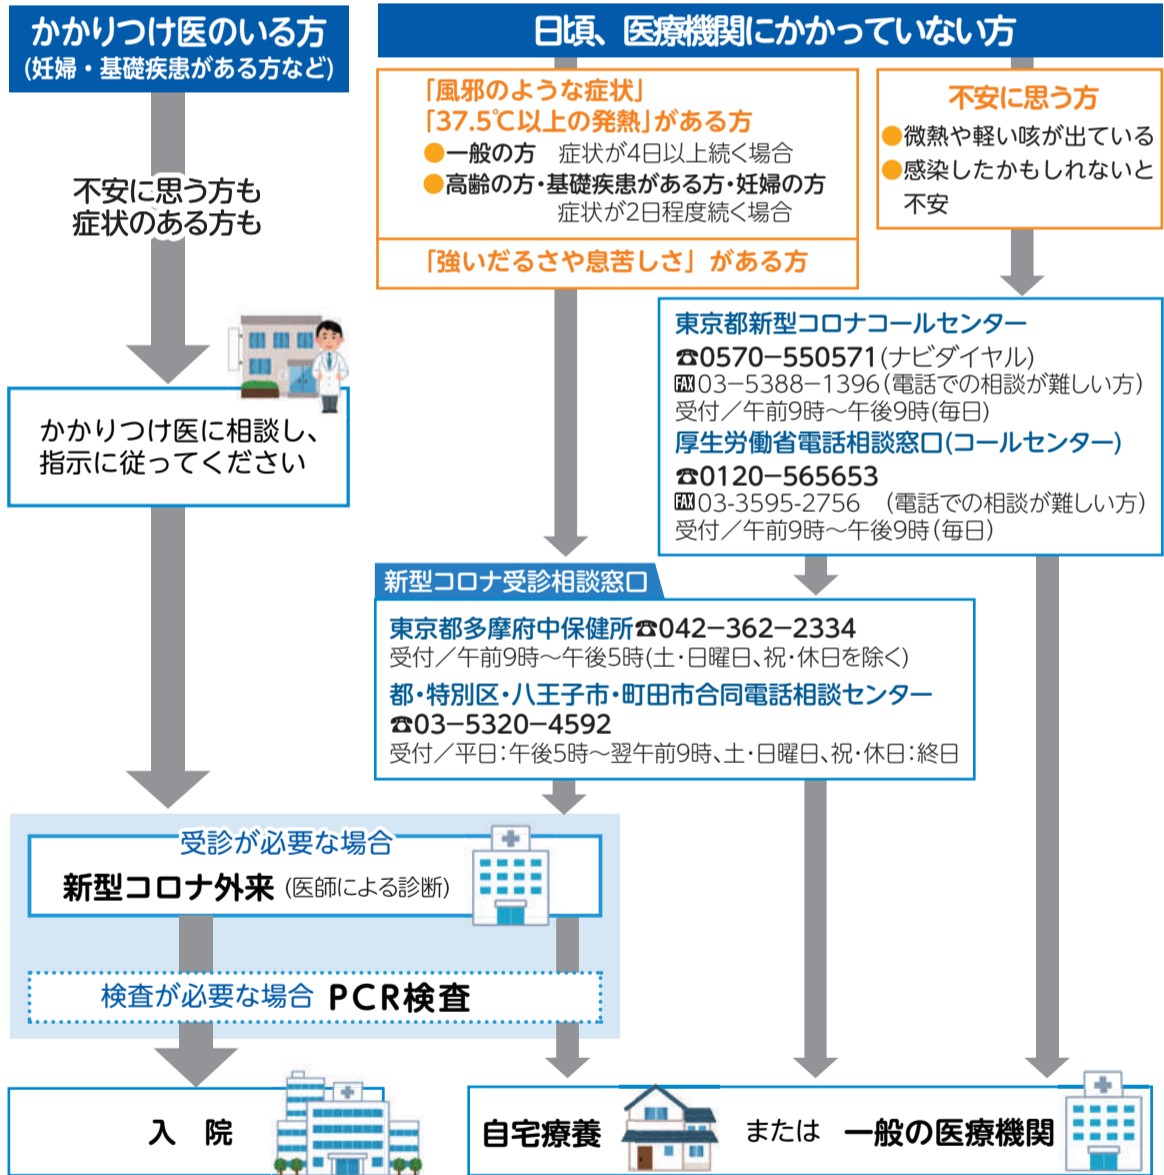 かかりつけ医のいる方
(妊婦・基礎疾患がある方など)
不安に思う方も
症状のある方も
かかりつけ医に相談し、
指示に従ってください
日頃、医療機関にかかっていない方
「風邪のような症状」
「37.5℃以上の発熱」がある方
●一般の方 症状が4日以上続く場合
●高齢の方・基礎疾患がある方・妊婦の方
症状が2日程度続く場合
「強いだるさや息苦しさ」がある方
不安に思う方
●微熱や軽い咳が出ている
●感染したかもしれないと
不安
東京都新型コロナコールセンター
☎0570−550571(ナビダイヤル)
FAX03−5388−1396(電話での相談が難しい方)
受付／午前9時〜午後9時(毎日)
厚生労働省電話相談窓口(コールセンター)
☎0120−565653
FAX03-3595-2756 (電話での相談が難しい方)
受付／午前9時〜午後9時(毎日)
新型コロナ受診相談窓口
東京都多摩府中保健所☎042−362−2334
受付／午前9時〜午後5時(土・日曜日、祝・休日を除く)
都・特別区・八王子市・町田市合同電話相談センター
☎03−5320−4592
受付／平日：午後5時〜翌午前9時、土・日曜日、祝・休日：終日
受診が必要な場合
新型コロナ外来 (医師による診断)
検査が必要な場合 PCR検査
入 院
自宅療養 または 一般の医療機関